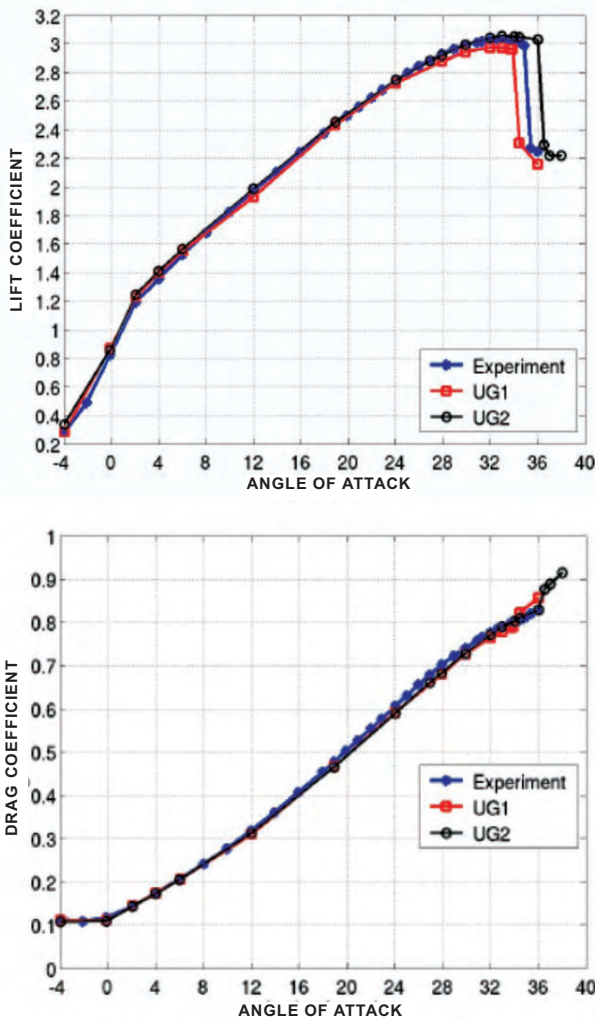 3.2
3
2.8
2.6
2.4
2.2
2
1.8
1.6
1.4
1.2
1
0.8
0.6
0.4
0.2
LIFT COEFFICIENT
Experiment
UG1
UG2
-4 0 4 8 12 16 20 24 28 32 36 40
ANGLE OF ATTACK
1
0.9
0.8
0.7
0.6
0.5
0.4
0.3
0.2
0.1
0
DRAG COEFFICIENT
Experiment
UG1
UG2
-4 0 4 8 12 16 20 24 28 32 36 40
ANGLE OF ATTACK